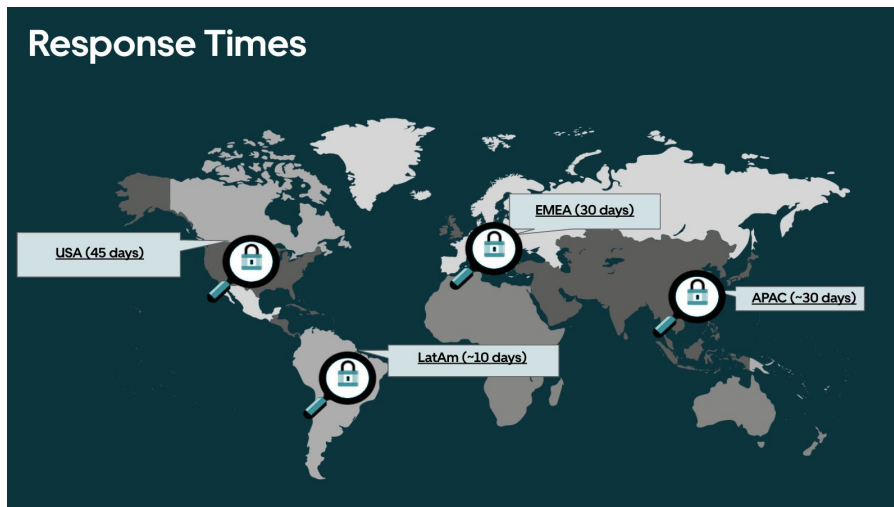 Response Times
EMEA (30 days)
USA (45 days)
APAC (~30 days)
LatAm (~10 days)